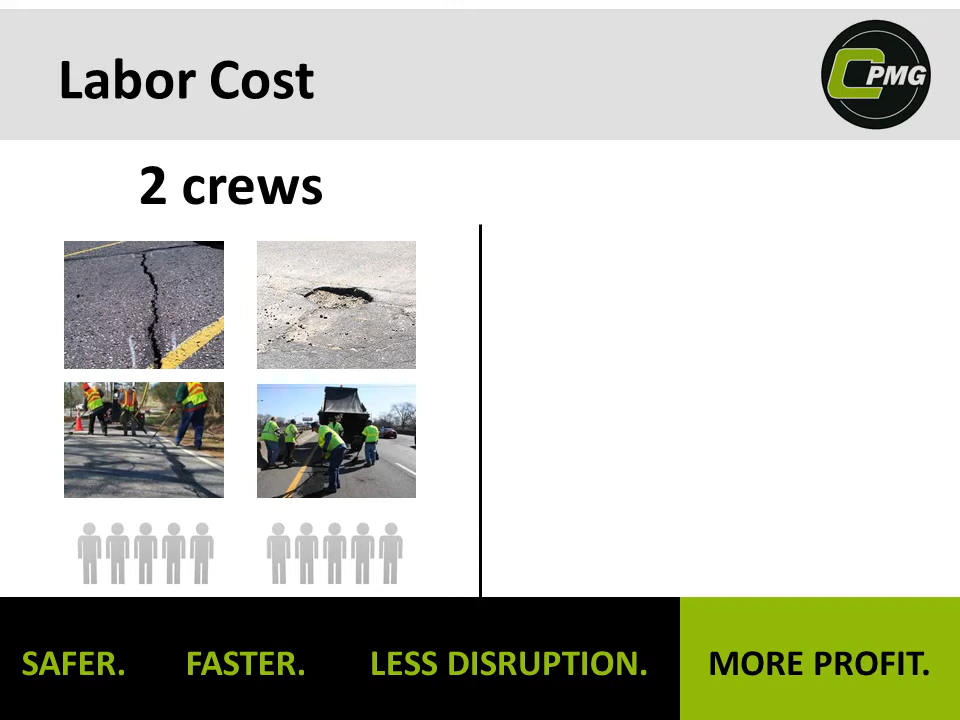 Labor Cost
CPMG
2 crews
SAFER. FASTER. LESS DISRUPTION. MORE PROFIT.